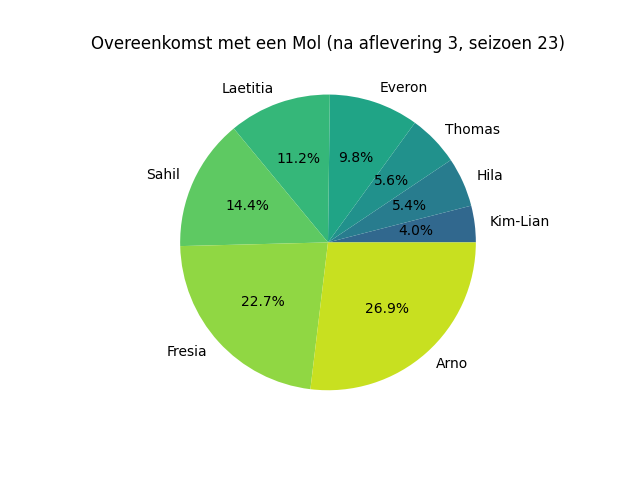 Overeenkomst met een Mol (na aflevering 3, seizoen 23)
Laetitia
Everon
Thomas
Hila
Kim-Lian
Sahil
Fresia
Arno
11.2%
9.8%
5.6%
5.4%
4.0%
14.4%
22.7%
26.9%